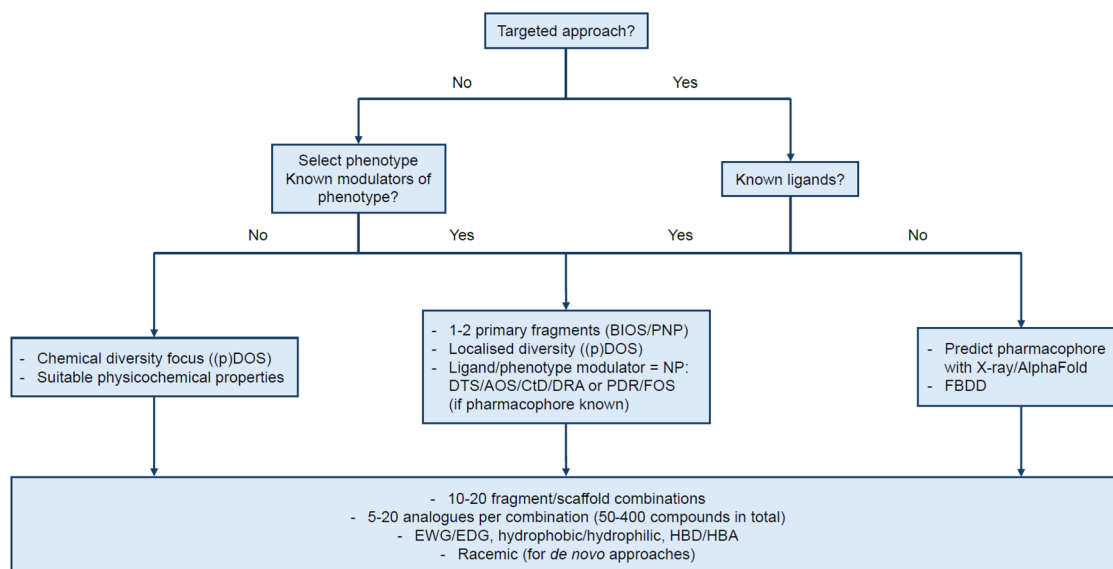 Targeted approach?
No
Yes
Select phenotype
Known modulators of
phenotype?
Known ligands?
No
Yes
Yes
No
- Chemical diversity focus ((p)DOS)
- Suitable physicochemical properties
- 1-2 primary fragments (BIOS/PNP)
- Localised diversity ((p)DOS)
- Ligand/phenotype modulator = NP:
DTS/AOS/CtD/DRA or PDR/FOS
(if pharmacophore known)
- Predict pharmacophore
with X-ray/AlphaFold
- FBDD
- 10-20 fragment/scaffold combinations
- 5-20 analogues per combination (50-400 compounds in total)
- EWG/EDG, hydrophobic/hydrophilic, HBD/HBA
- Racemic (for de novo approaches)